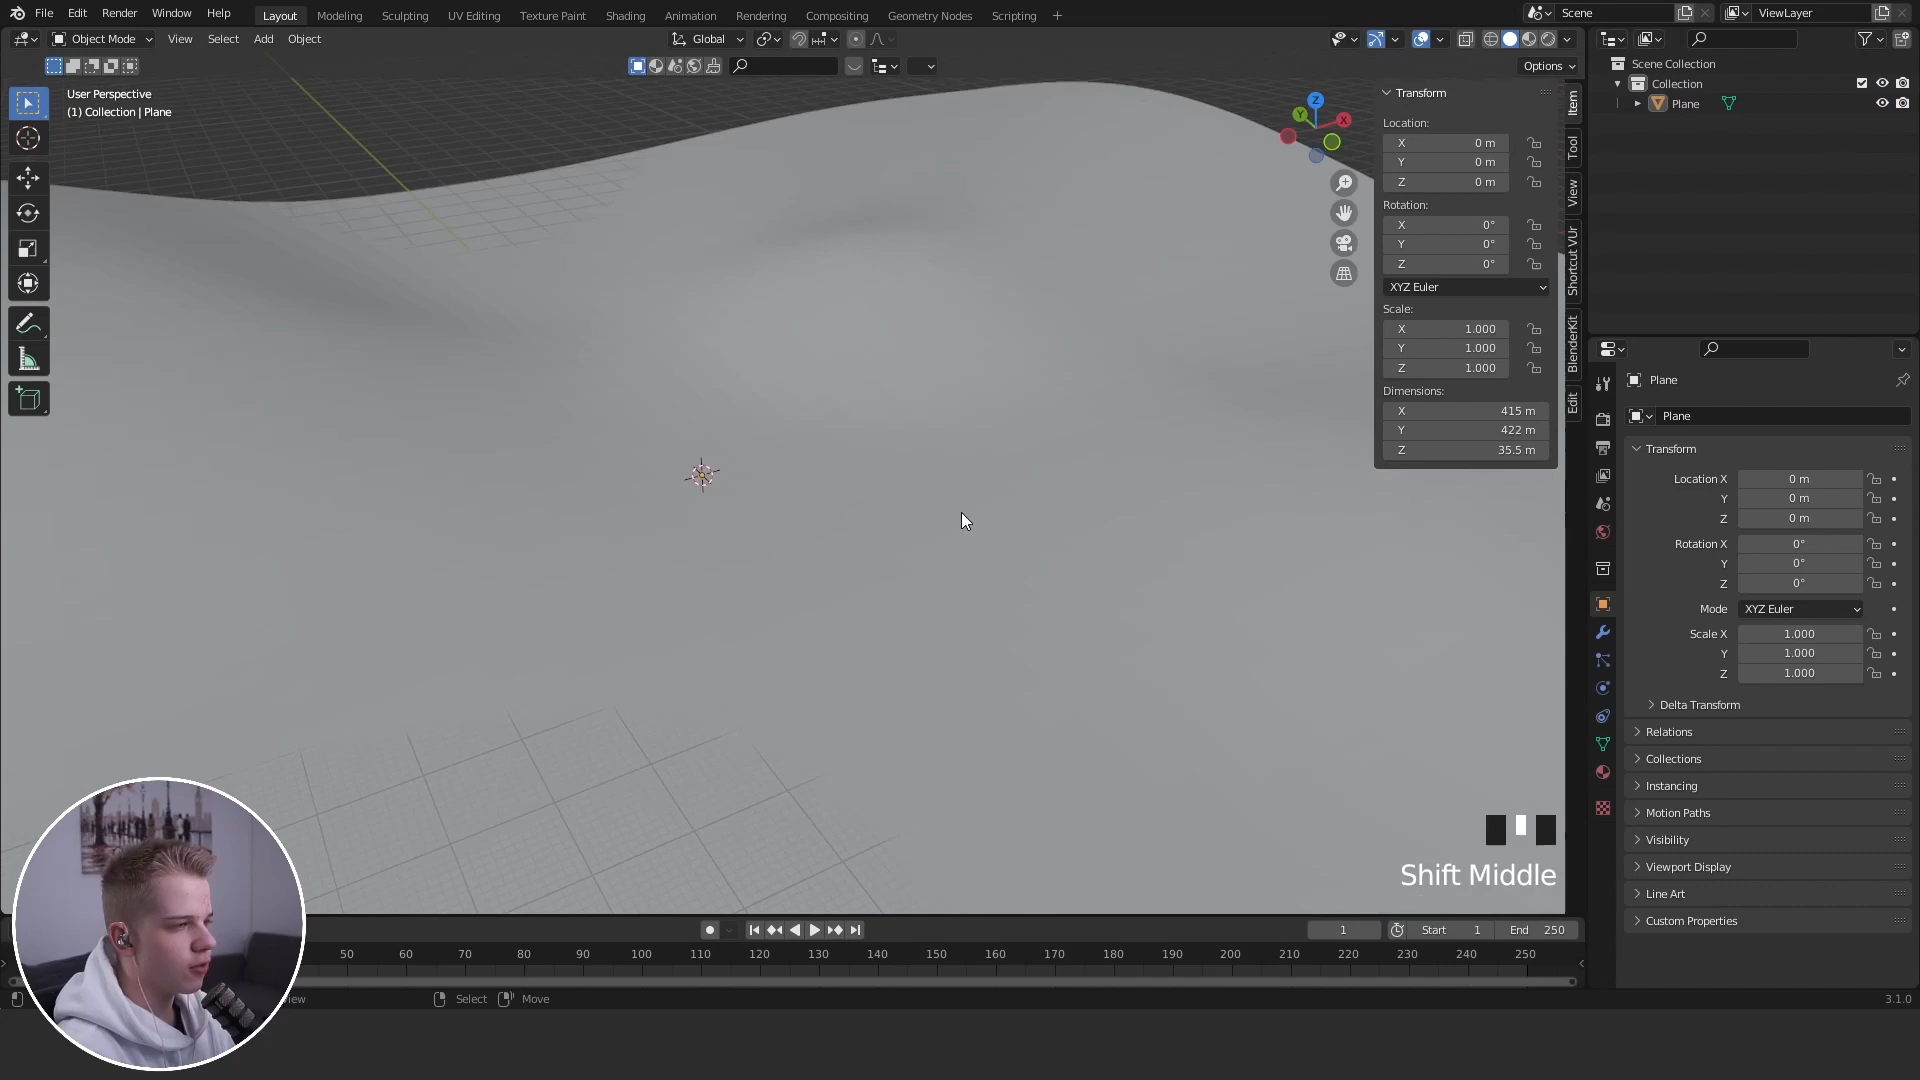 File Edit Render Window Help
Layout Modeling Sculpting UV Editing Texture Paint Shading Animation Rendering Compositing Geometry Nodes Scripting +
Scene
ViewLayer
Object Mode View Select Add Object
Global
Options
User Perspective
(1) Collection | Plane
Z
Y
X
Transform
Location:
X 0 m
Y 0 m
Z 0 m
Rotation:
X 0°
Y 0°
Z 0°
XYZ Euler
Scale:
X 1.000
Y 1.000
Z 1.000
Dimensions:
X 415 m
Y 422 m
Z 35.5 m
Item
Tool
View
Shortcut VUr
BlenderKit
Edit
Scene Collection
Collection
Plane
Plane
Plane
Transform
Location X 0 m
Y 0 m
Z 0 m
Rotation X 0°
Y 0°
Z 0°
Mode XYZ Euler
Scale X 1.000
Y 1.000
Z 1.000
Delta Transform
Relations
Collections
Instancing
Motion Paths
Visibility
Viewport Display
Line Art
Custom Properties
Shift Middle
1 Start 1 End 250
50 60 70 80 90 100 110 120 130 140 150 160 170 180 190 200 210 220 230 240 250
Select Move
3.1.0